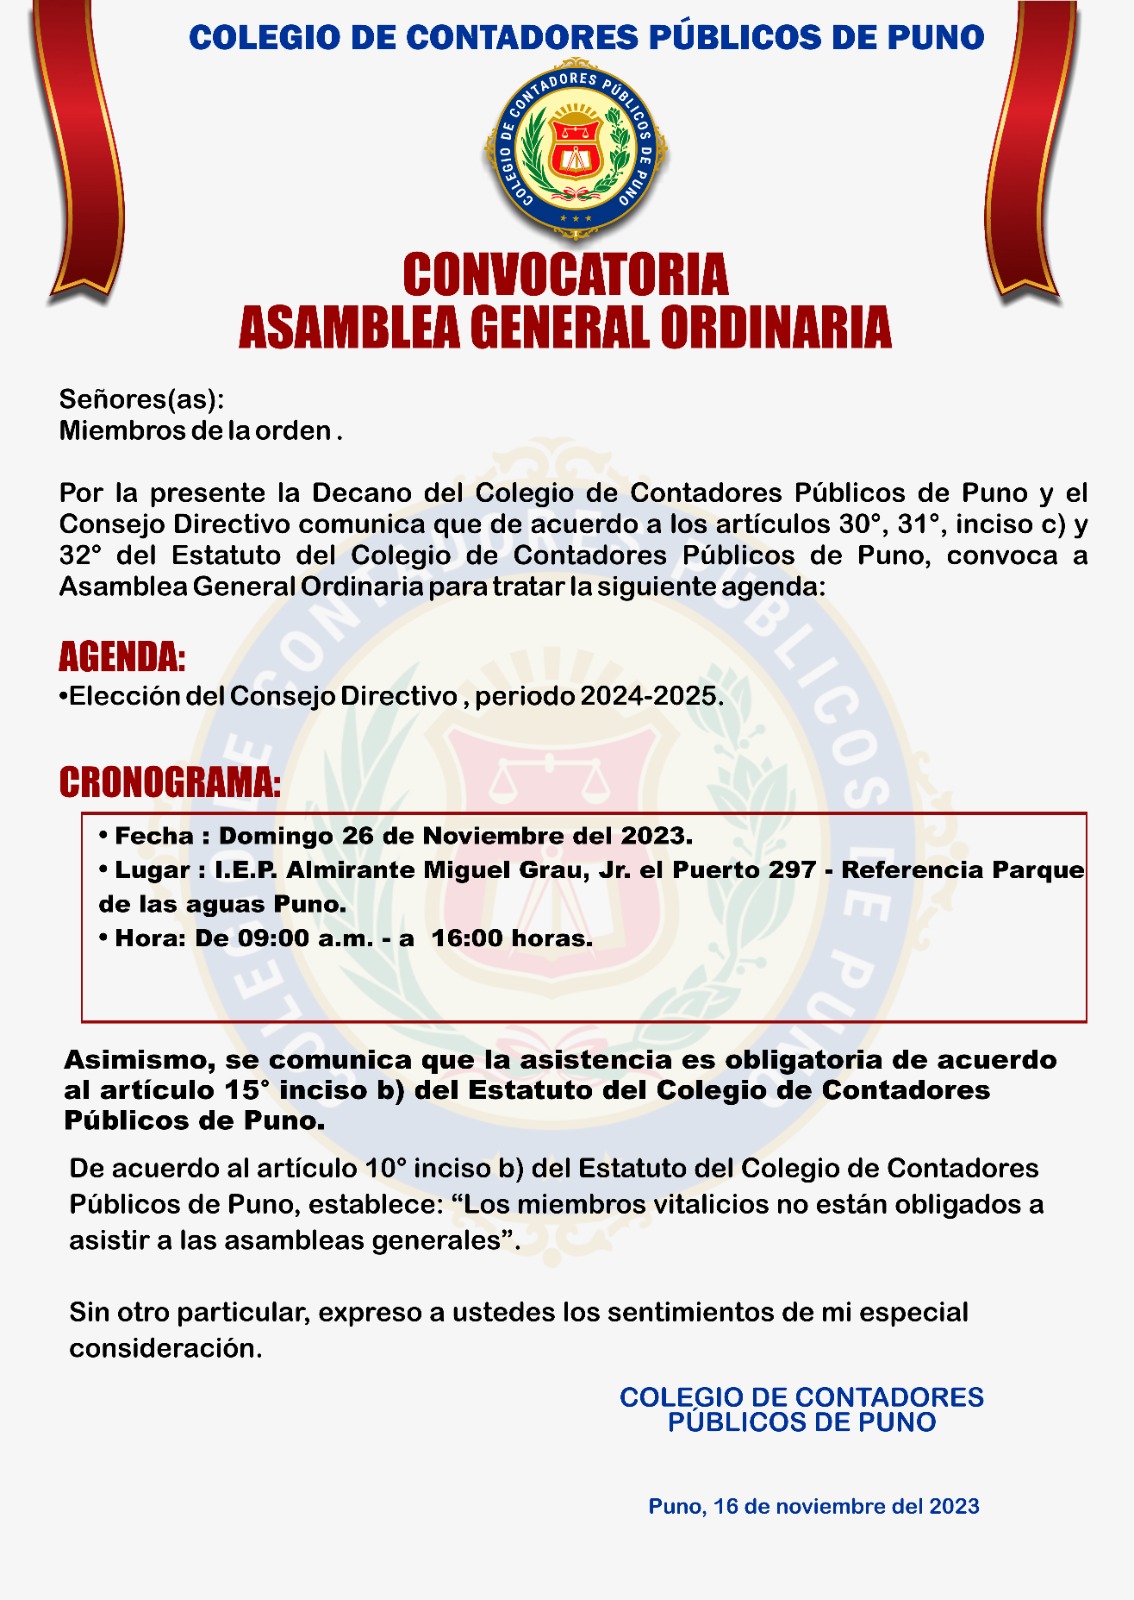 COLEGIO DE CONTADORES PÚBLICOS DE PUNO
COLEGIO DE CONTADORES PÚBLICOS DE PUNO
CONVOCATORIA
ASAMBLEA GENERAL ORDINARIA
Señores(as):
Miembros de la orden .
Por la presente la Decano del Colegio de Contadores Públicos de Puno y el
Consejo Directivo comunica que de acuerdo a los artículos 30°, 31°, inciso c) y
32° del Estatuto del Colegio de Contadores Públicos de Puno, convoca a
Asamblea General Ordinaria para tratar la siguiente agenda:
AGENDA:
•Elección del Consejo Directivo , periodo 2024-2025.
CRONOGRAMA:
• Fecha : Domingo 26 de Noviembre del 2023.
• Lugar : I.E.P. Almirante Miguel Grau, Jr. el Puerto 297 - Referencia Parque
de las aguas Puno.
• Hora: De 09:00 a.m. - a 16:00 horas.
Asimismo, se comunica que la asistencia es obligatoria de acuerdo
al artículo 15° inciso b) del Estatuto del Colegio de Contadores
Públicos de Puno.
De acuerdo al artículo 10° inciso b) del Estatuto del Colegio de Contadores
Públicos de Puno, establece: “Los miembros vitalicios no están obligados a
asistir a las asambleas generales”.
Sin otro particular, expreso a ustedes los sentimientos de mi especial
consideración.
COLEGIO DE CONTADORES
PÚBLICOS DE PUNO
Puno, 16 de noviembre del 2023
COLEGIO DE CONTADORES PÚBLICOS DE PUNO